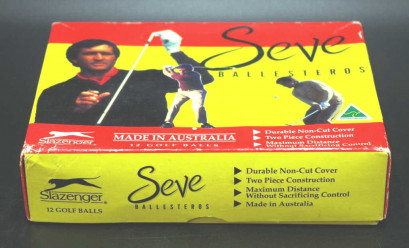 Seve
BALLESTEROS
Slazenger
MADE IN AUSTRALIA
12 GOLF BALLS
Durable Non-Cut Cover
Two Piece Construction
Maximum Distance
Without Sacrificing Control
Slazenger
12 GOLF BALLS
Seve
BALLESTEROS
Durable Non-Cut Cover
Two Piece Construction
Maximum Distance
Without Sacrificing Control
Made in Australia